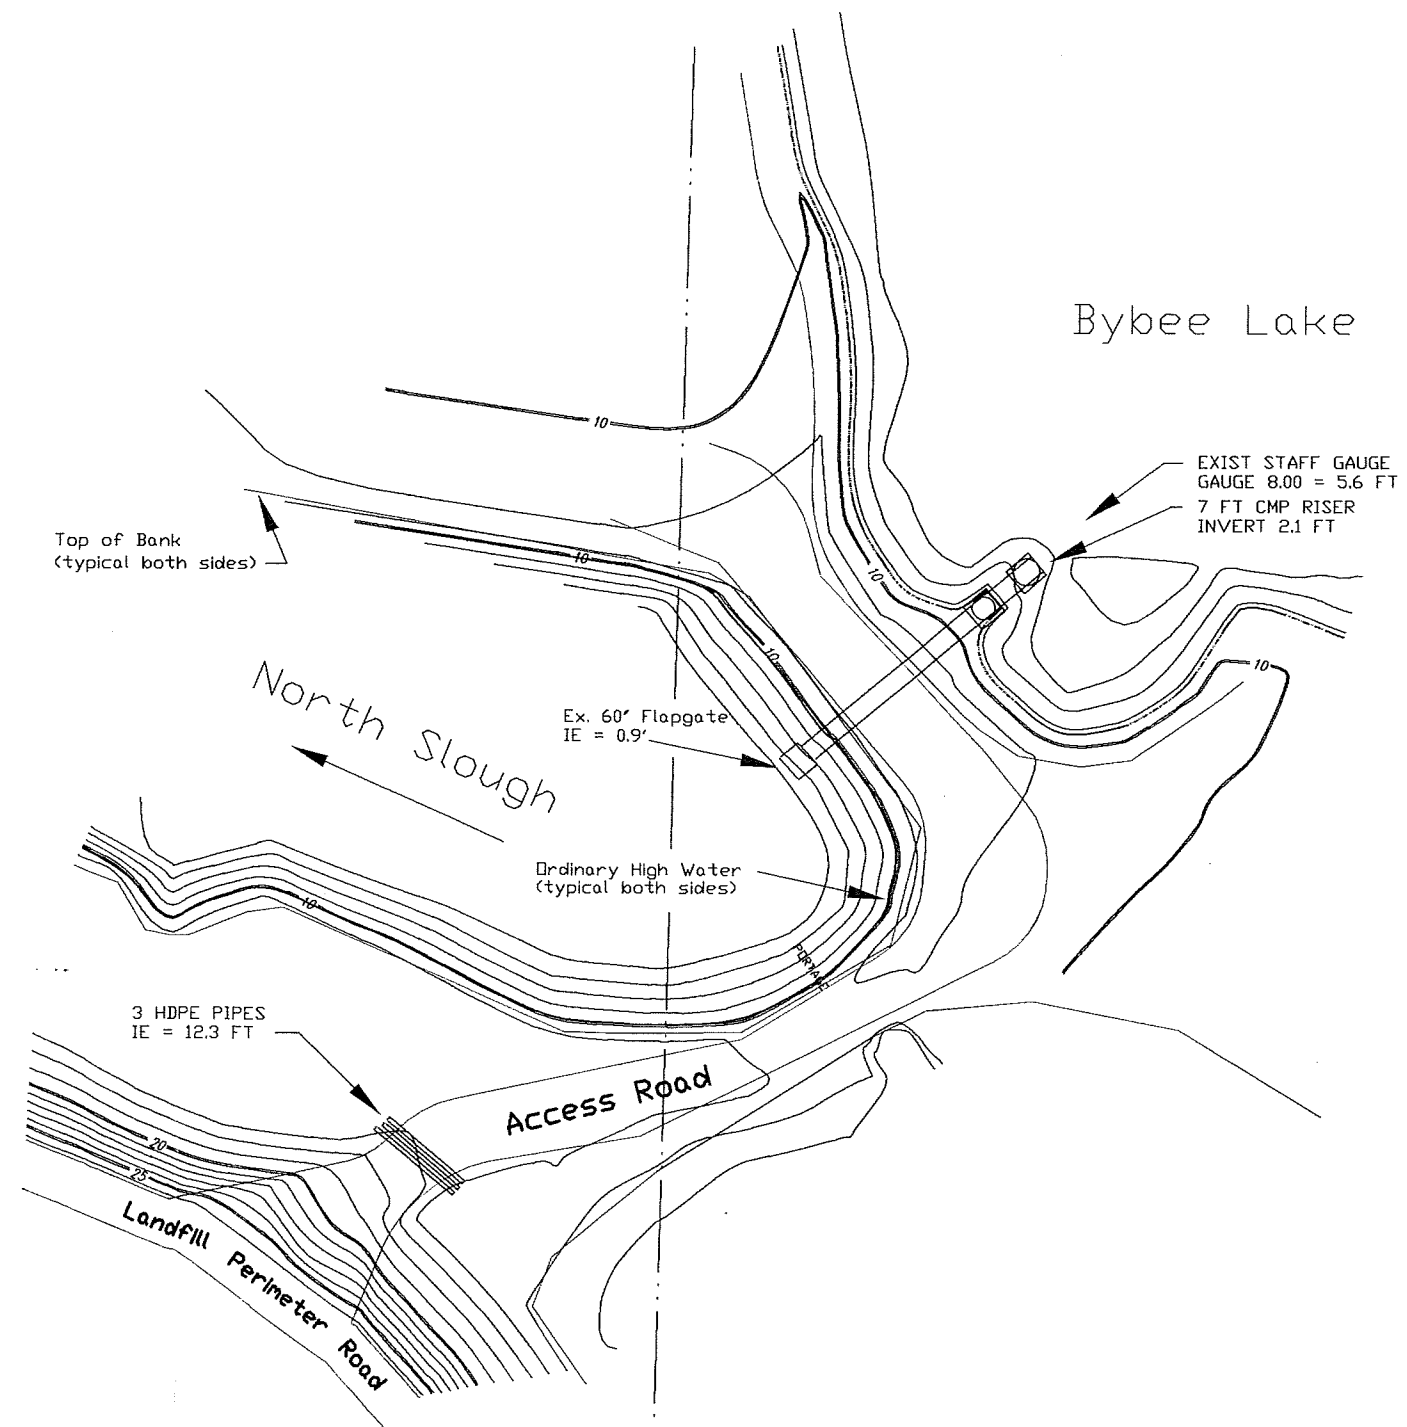 Bybee Lake
10
EXIST STAFF GAUGE
GAUGE 8.00 = 5.6 FT
7 FT CMP RISER
INVERT 2.1 FT
Top of Bank
(typical both sides)
10
10
10
10
North Slough
Ex. 60" Flapgate
IE = 0.9'
Ordinary High Water
(typical both sides)
10
PORTAGE
3 HDPE PIPES
IE = 12.3 FT
Access Road
20
25
Landfill Perimeter Road